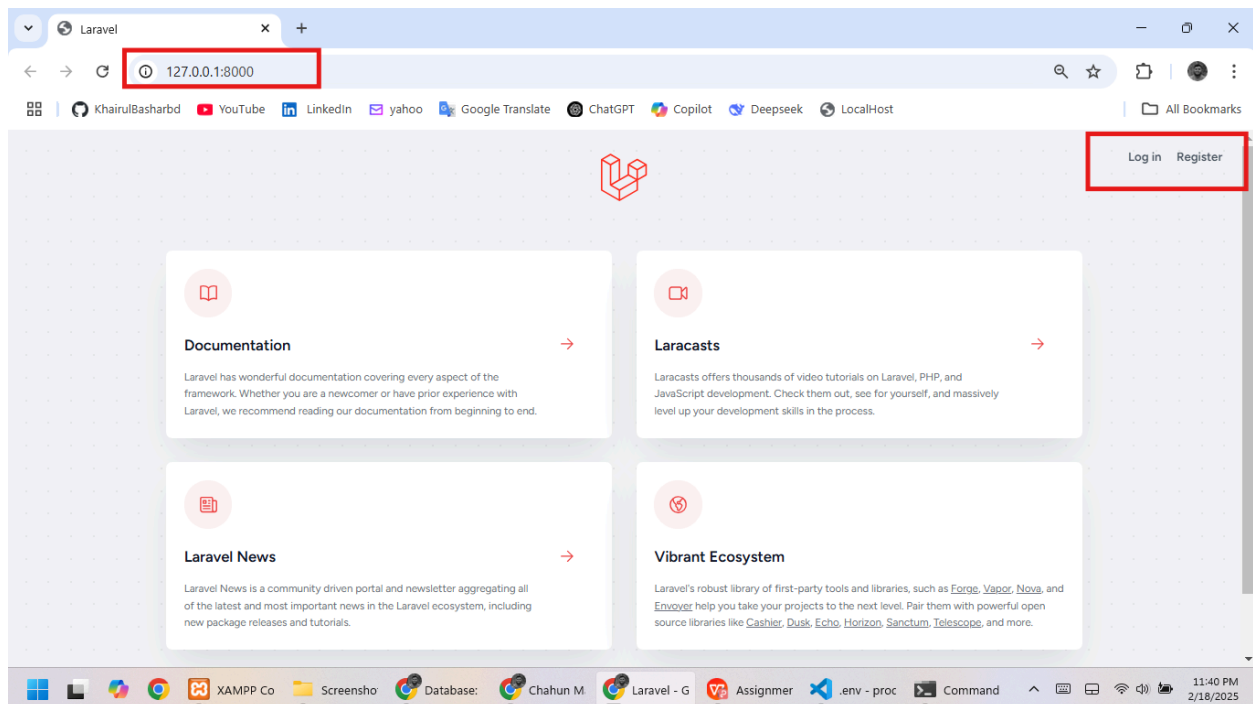 Laravel
127.0.0.1:8000
KhairulBasharbd YouTube LinkedIn yahoo Google Translate ChatGPT Copilot Deepseek LocalHost All Bookmarks
Log in Register
Documentation
Laravel has wonderful documentation covering every aspect of the
framework. Whether you are a newcomer or have prior experience with
Laravel, we recommend reading our documentation from beginning to end.
Laracasts
Laracasts offers thousands of video tutorials on Laravel, PHP, and
JavaScript development. Check them out, see for yourself, and massively
level up your development skills in the process.
Laravel News
Laravel News is a community driven portal and newsletter aggregating all
of the latest and most important news in the Laravel ecosystem, including
new package releases and tutorials.
Vibrant Ecosystem
Laravel's robust library of first-party tools and libraries, such as Forge, Vapor, Nova, and
Envoyer help you take your projects to the next level. Pair them with powerful open
source libraries like Cashier, Dusk, Echo, Horizon, Sanctum, Telescope, and more.
XAMPP Co Screensho Database: Chahun M Laravel - G Assignmer .env - proc Command
11:40 PM
2/18/2025